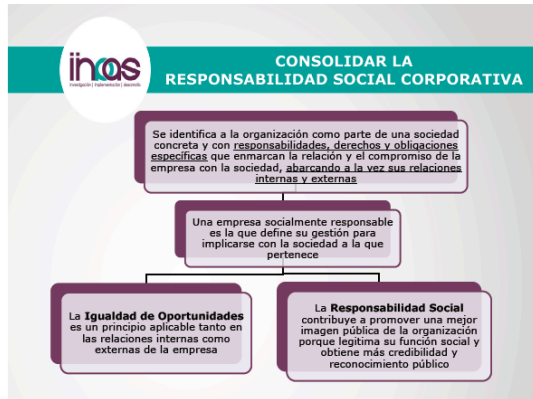 inpas
investigación | implementación | desarrollo
CONSOLIDAR LA
RESPONSABILIDAD SOCIAL CORPORATIVA
Se identifica a la organización como parte de una sociedad
concreta y con responsabilidades, derechos y obligaciones
específicas que enmarcan la relación y el compromiso de la
empresa con la sociedad, abarcando a la vez sus relaciones
internas y externas
Una empresa socialmente responsable
es la que define su gestión para
implicarse con la sociedad a la que
pertenece
La Igualdad de Oportunidades
es un principio aplicable tanto en
las relaciones internas como
externas de la empresa
La Responsabilidad Social
contribuye a promover una mejor
imagen pública de la organización
porque legitima su función social y
obtiene más credibilidad y
reconocimiento público